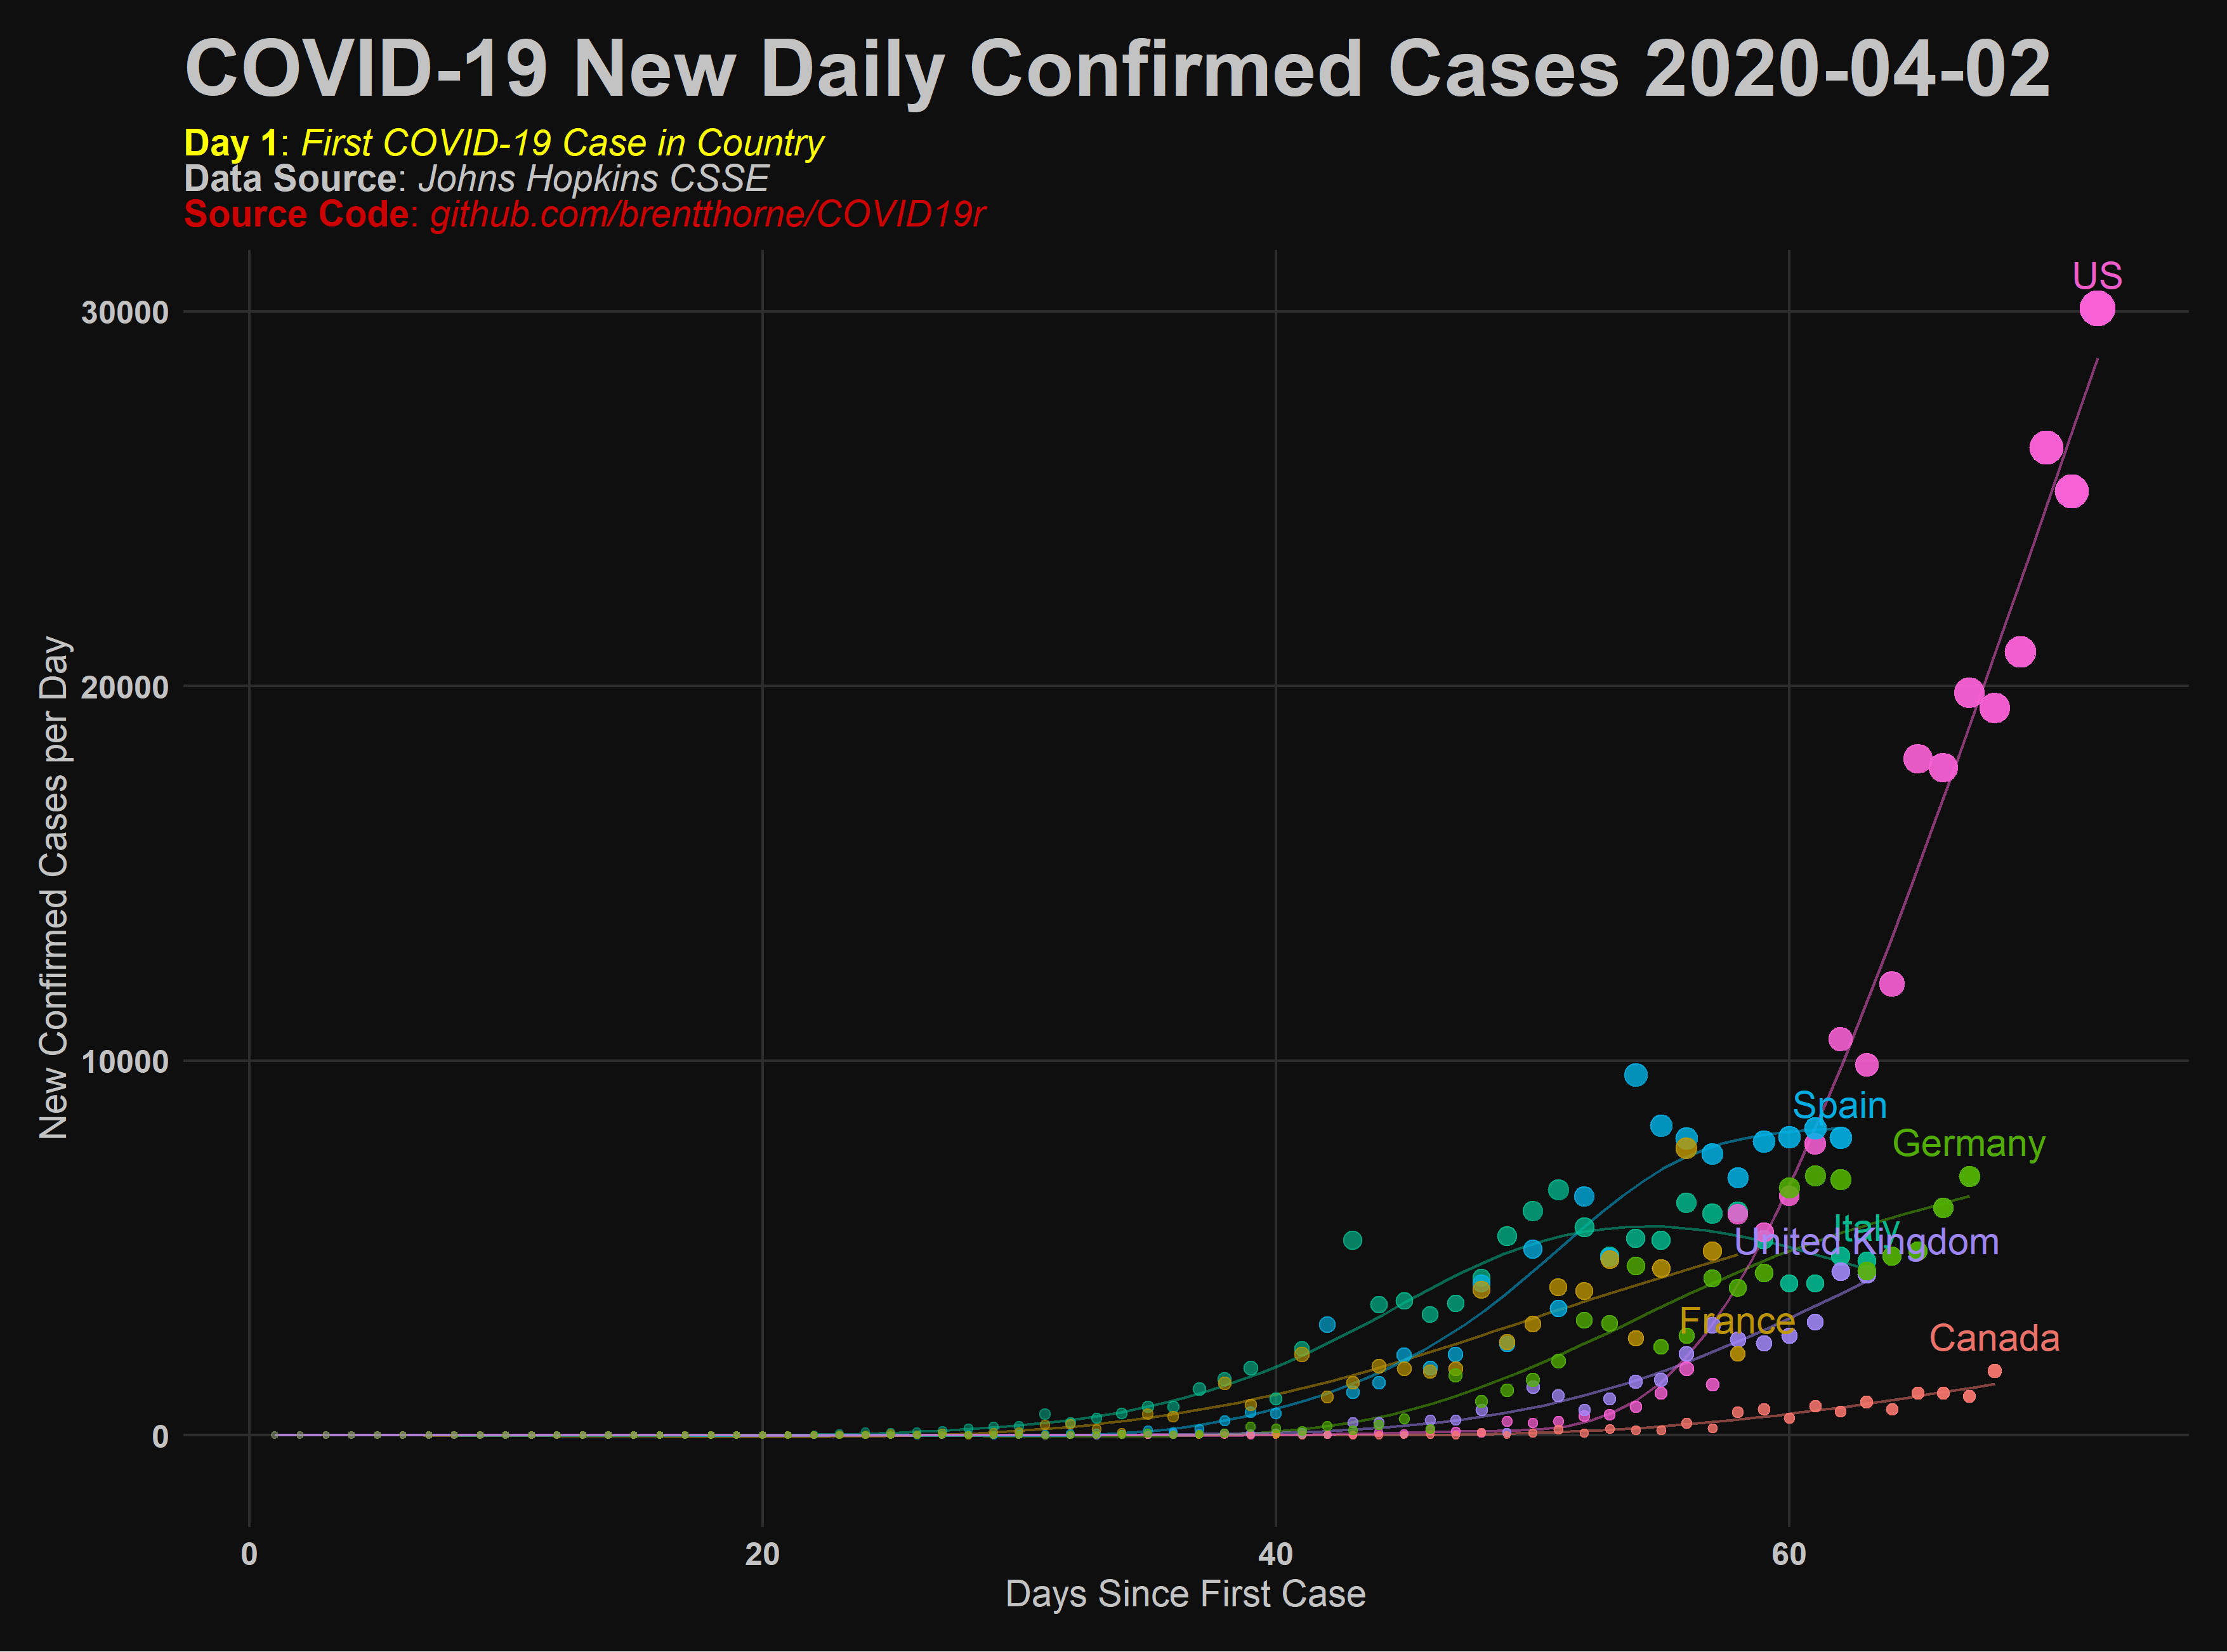 COVID-19 New Daily Confirmed Cases 2020-04-02
Day 1: First COVID-19 Case in Country
Data Source: Johns Hopkins CSSE
Source Code: github.com/brentthorne/COVID19r
US
30000
20000
New Confirmed Cases per Day
10000
Spain
Germany
Italy
United Kingdom
France
Canada
0
0 20 40 60
Days Since First Case